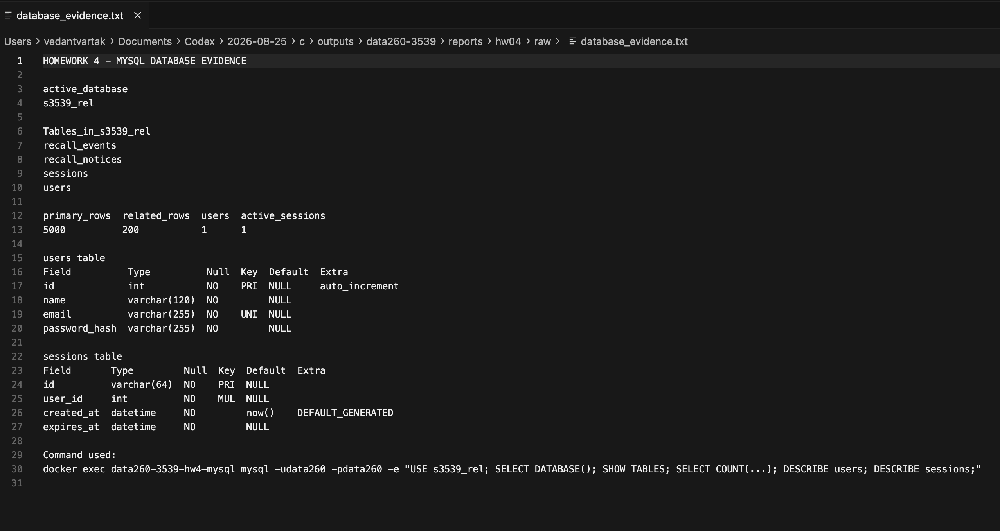 database_evidence.txt
Users > vedantvartak > Documents > Codex > 2026-08-25 > c > outputs > data260-3539 > reports > hw04 > raw > database_evidence.txt
1 HOMEWORK 4 – MYSQL DATABASE EVIDENCE
2
3 active_database
4 s3539_rel
5
6 Tables_in_s3539_rel
7 recall_events
8 recall_notices
9 sessions
10 users
11
12 primary_rows  related_rows  users  active_sessions
13 5000          200           1      1
14
15 users table
16 Field          Type          Null  Key  Default  Extra
17 id             int           NO    PRI  NULL     auto_increment
18 name           varchar(120)  NO         NULL
19 email          varchar(255)  NO    UNI  NULL
20 password_hash  varchar(255)  NO         NULL
21
22 sessions table
23 Field       Type         Null  Key  Default  Extra
24 id          varchar(64)  NO    PRI  NULL
25 user_id     int          NO    MUL  NULL
26 created_at  datetime     NO         now()    DEFAULT_GENERATED
27 expires_at  datetime     NO         NULL
28
29 Command used:
30 docker exec data260-3539-hw4-mysql mysql -udata260 -pdata260 -e "USE s3539_rel; SELECT DATABASE(); SHOW TABLES; SELECT COUNT(...); DESCRIBE users; DESCRIBE sessions;"
31